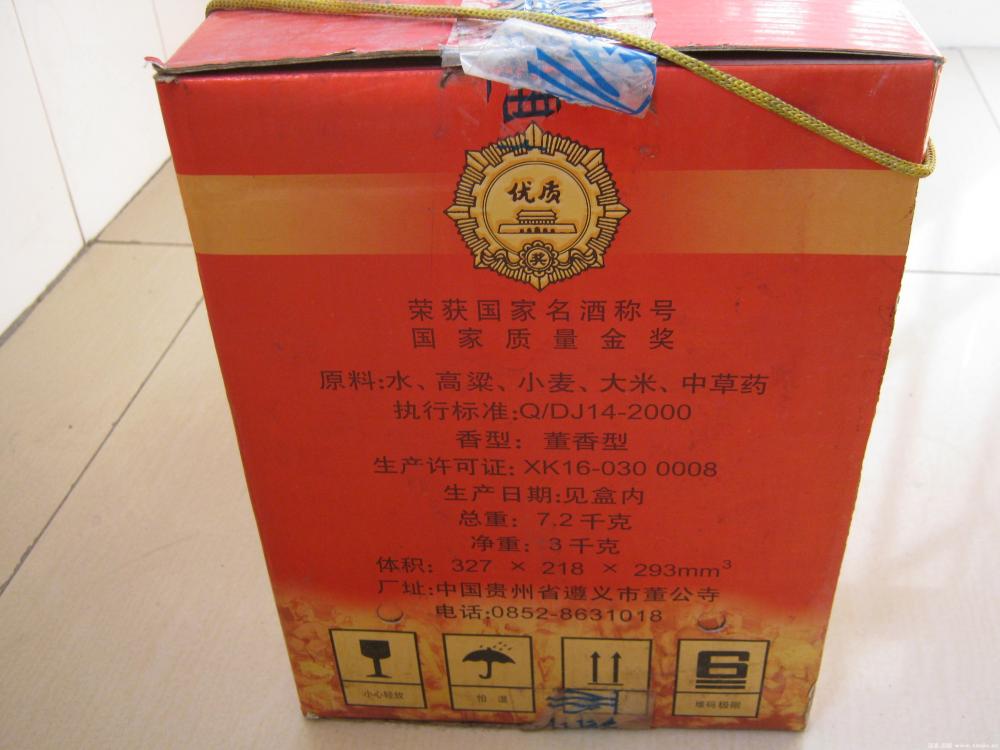 优质
奖
荣获国家名酒称号
国家质量金奖
原料:水、高粱、小麦、大米、中草药
执行标准:Q/DJ14-2000
香型：董香型
生产许可证：XK16-030 0008
生产日期:见盒内
总重：7.2千克
净重：3千克
体积：327 × 218 × 293mm³
厂址:中国贵州省遵义市董公寺
电话:0852-8631018
6
小心轻放
怕湿
堆码极限